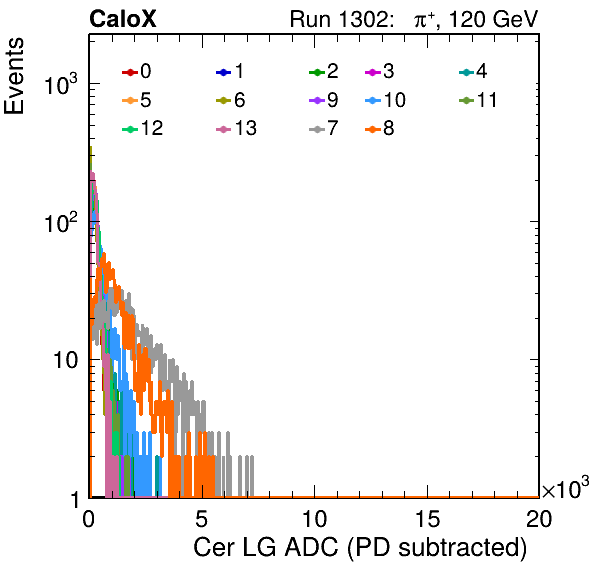 CaloX Run 1302: π+, 120 GeV
Events
0 1 2 3 4
5 6 9 10 11
12 13 7 8
10³
10²
10
1
0 5 10 15 20
×10³
Cer LG ADC (PD subtracted)